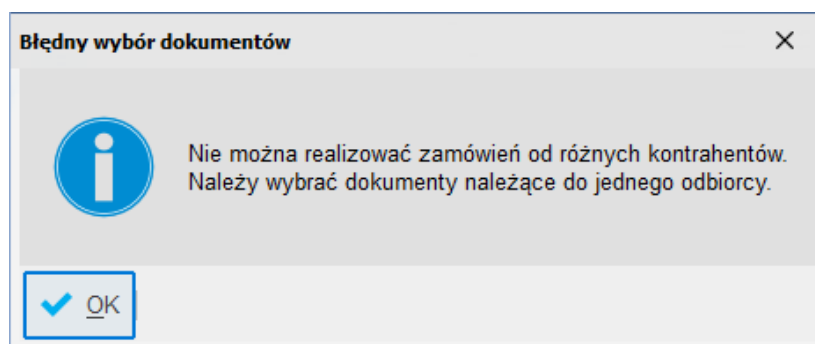 Błędny wybór dokumentów
Nie można realizować zamówień od różnych kontrahentów.
Należy wybrać dokumenty należące do jednego odbiorcy.
OK